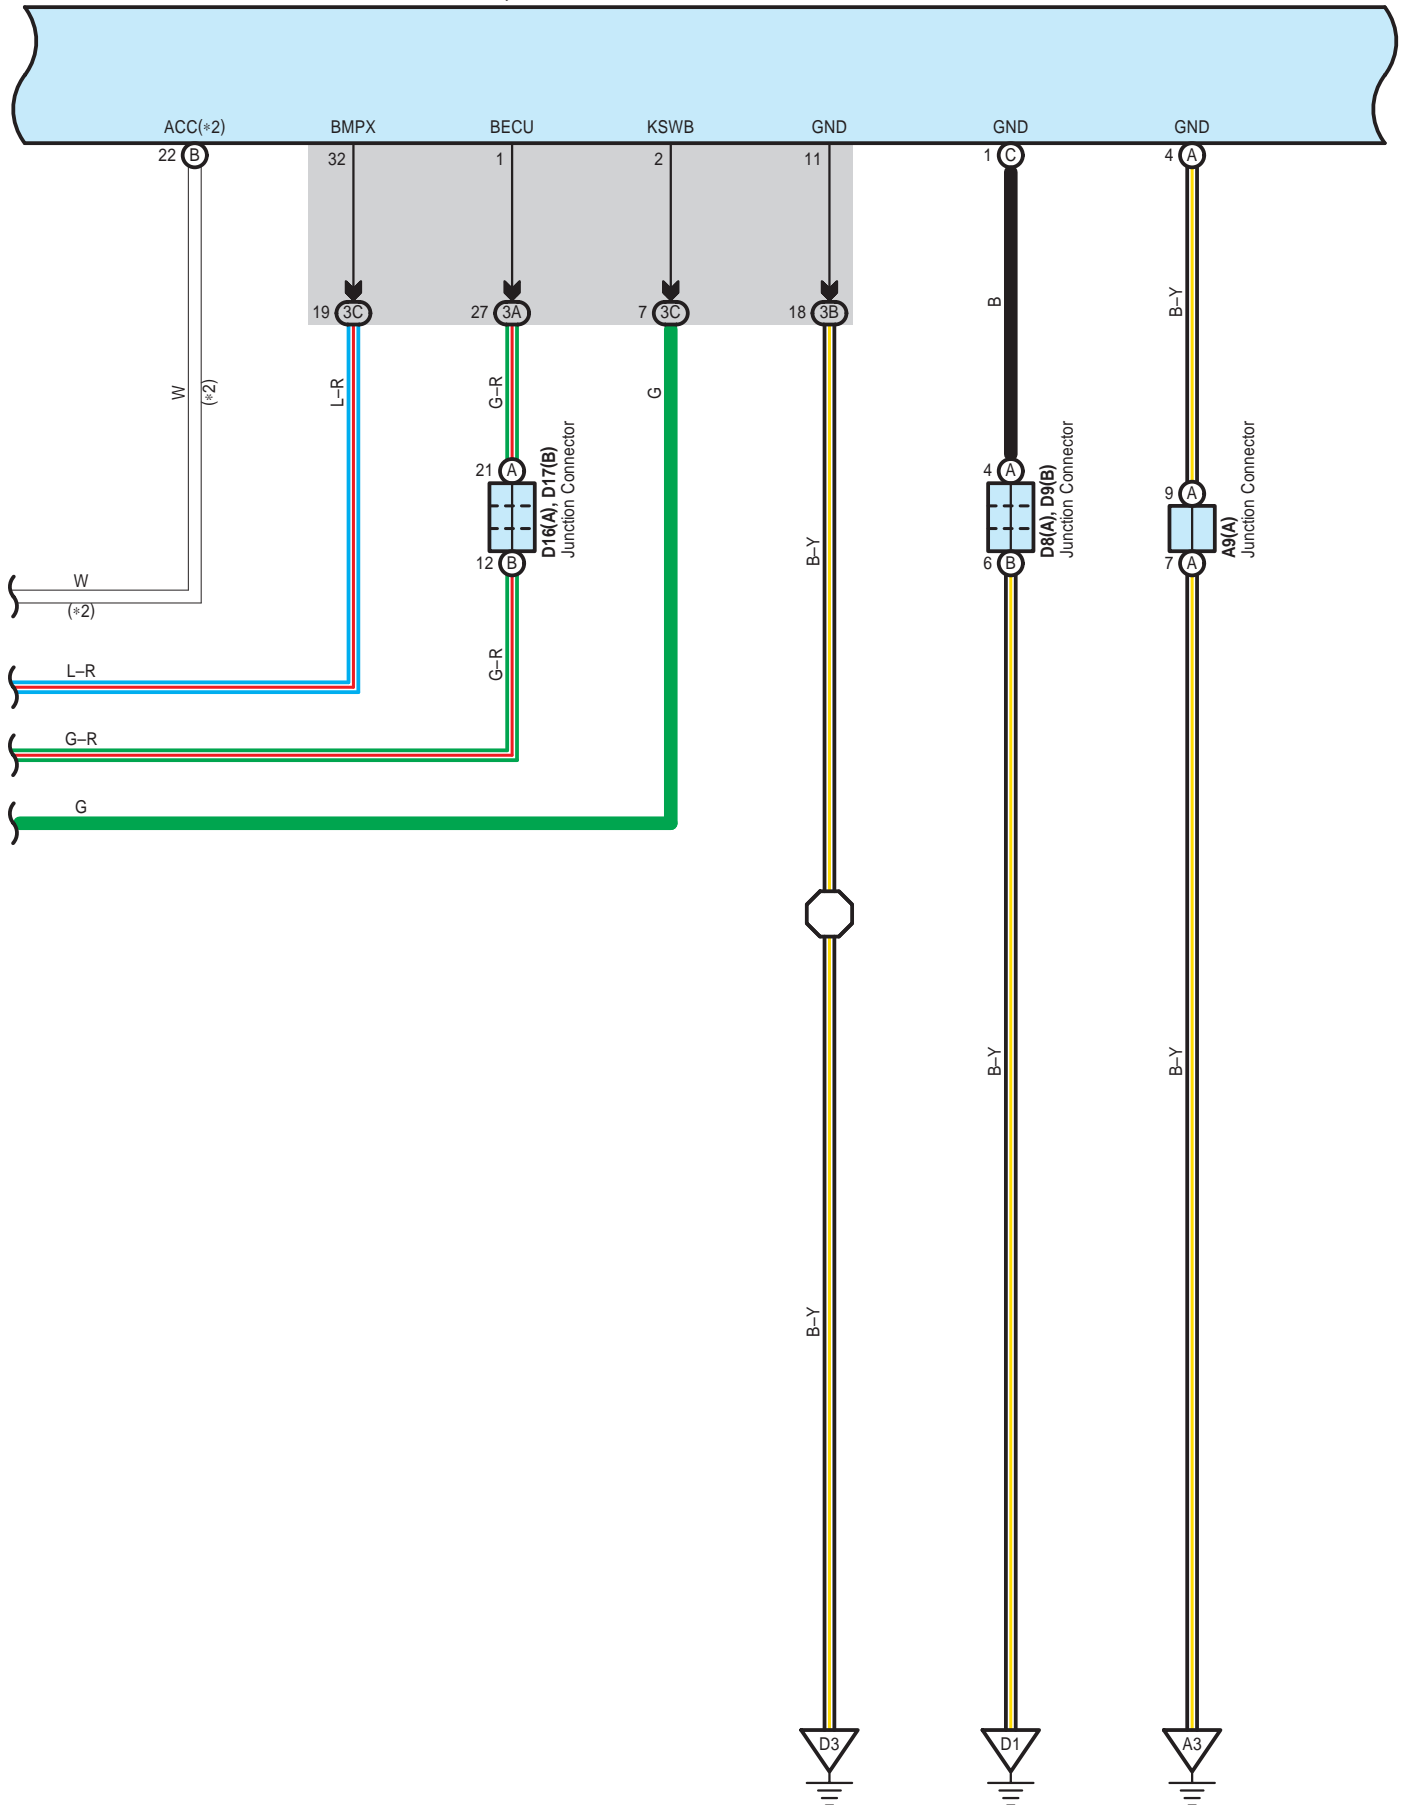 ACC(∗2) BMPX BECU KSWB GND GND GND
22 B 32 1 2 11 1 C 4 A
19 3C 27 3A 7 3C 18 3B
B
B–Y
W
(∗2)
L–R
G–R
G
21 A
D16(A), D17(B)
Junction Connector
12 B
4 A
D8(A), D9(B)
Junction Connector
6 B
9 A
A9(A)
Junction Connector
7 A
B–Y
W
(∗2)
G–R
L–R
G–R
G
B–Y
B–Y
B–Y
D3 D1 A3